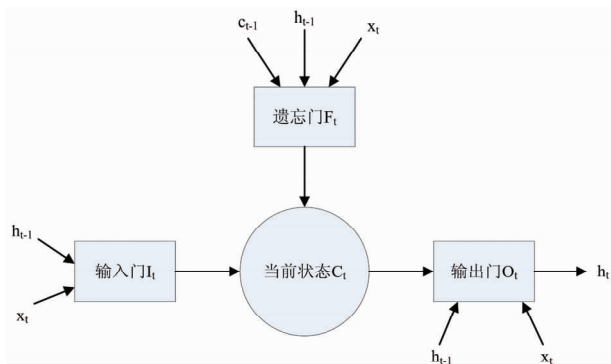 c_{t-1} h_{t-1} x_t
遗忘门F_t
h_{t-1}
输入门I_t 当前状态C_t 输出门O_t h_t
x_t
h_{t-1} x_t